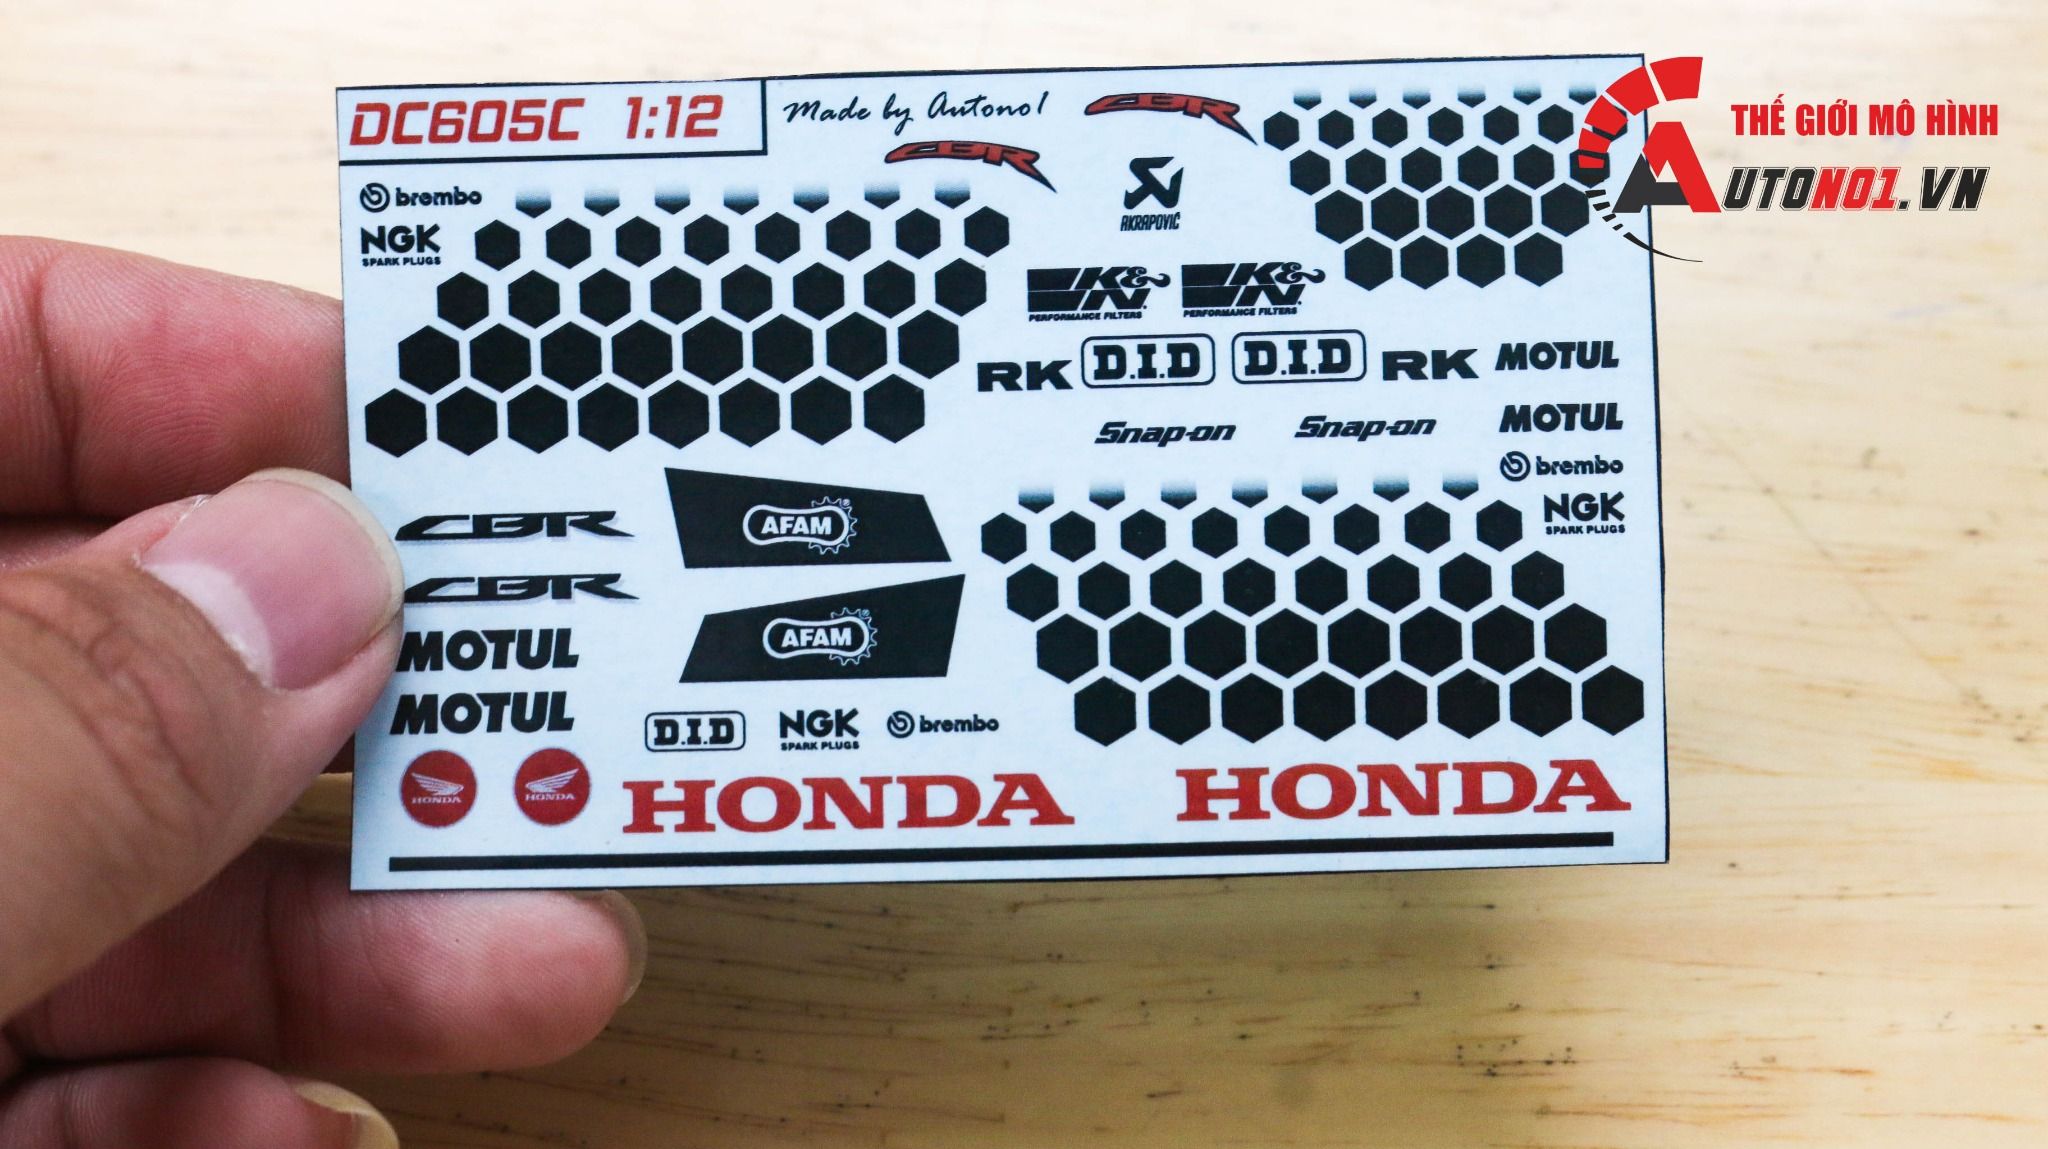 DC605C 1:12
Made by Autono1
CBR
CBR
THẾ GIỚI MÔ HÌNH
AUTONO1.VN
brembo
NGK
SPARK PLUGS
AKRAPOVIČ
K&N K&N
PERFORMANCE FILTERS PERFORMANCE FILTERS
RK D.I.D D.I.D RK MOTUL
Snap-on Snap-on MOTUL
brembo
NGK
SPARK PLUGS
CBR
AFAM®
CBR
AFAM®
MOTUL
MOTUL
D.I.D NGK brembo
SPARK PLUGS
HONDA HONDA HONDA HONDA